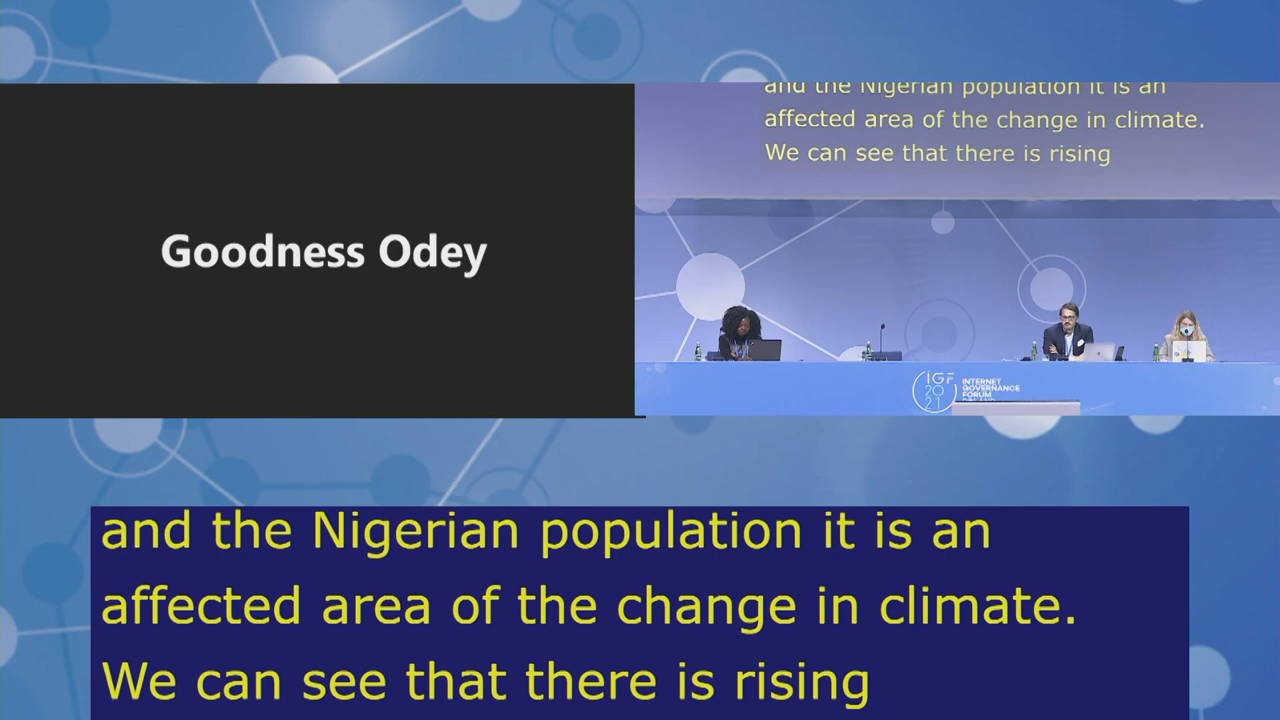 Goodness Odey
and the Nigerian population it is an
affected area of the change in climate.
We can see that there is rising
IGF
20
21
INTERNET
GOVERNANCE
FORUM
and the Nigerian population it is an
affected area of the change in climate.
We can see that there is rising